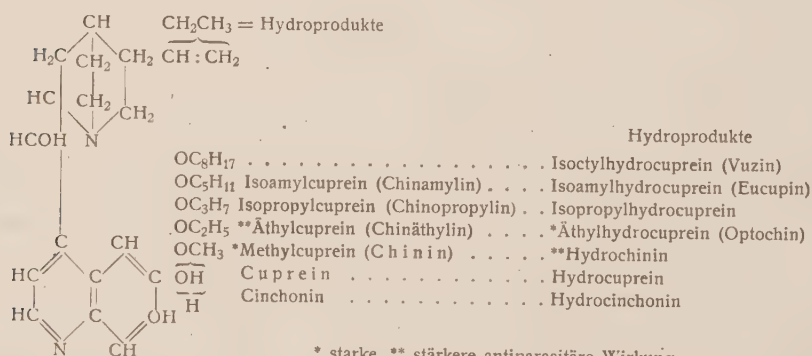 CH CH₂CH₃ = Hydroprodukte
H₂C CH₂ CH₂ CH : CH₂
HC CH₂ CH₂
HCOH N Hydroprodukte
OC₈H₁₇ . . . . . . . . . . . . . . . . . . . Isoctylhydrocuprein (Vuzin)
OC₅H₁₁ Isoamylcuprein (Chinamylin) . . . . Isoamylhydrocuprein (Eucupin)
OC₃H₇ Isopropylcuprein (Chinopropylin) . . Isopropylhydrocuprein
C OC₂H₅ **Äthylcuprein (Chinäthylin) . . . . *Äthylhydrocuprein (Optochin)
CH OCH₃ *Methylcuprein (Chinin) . . . . . . **Hydrochinin
HC C C OH Cuprein . . . . . . . . . . . Hydrocuprein
HC C OH H Cinchonin . . . . . . . . . . . Hydrocinchonin
N CH * starke, ** stärkere antiparasitäre Wirkung